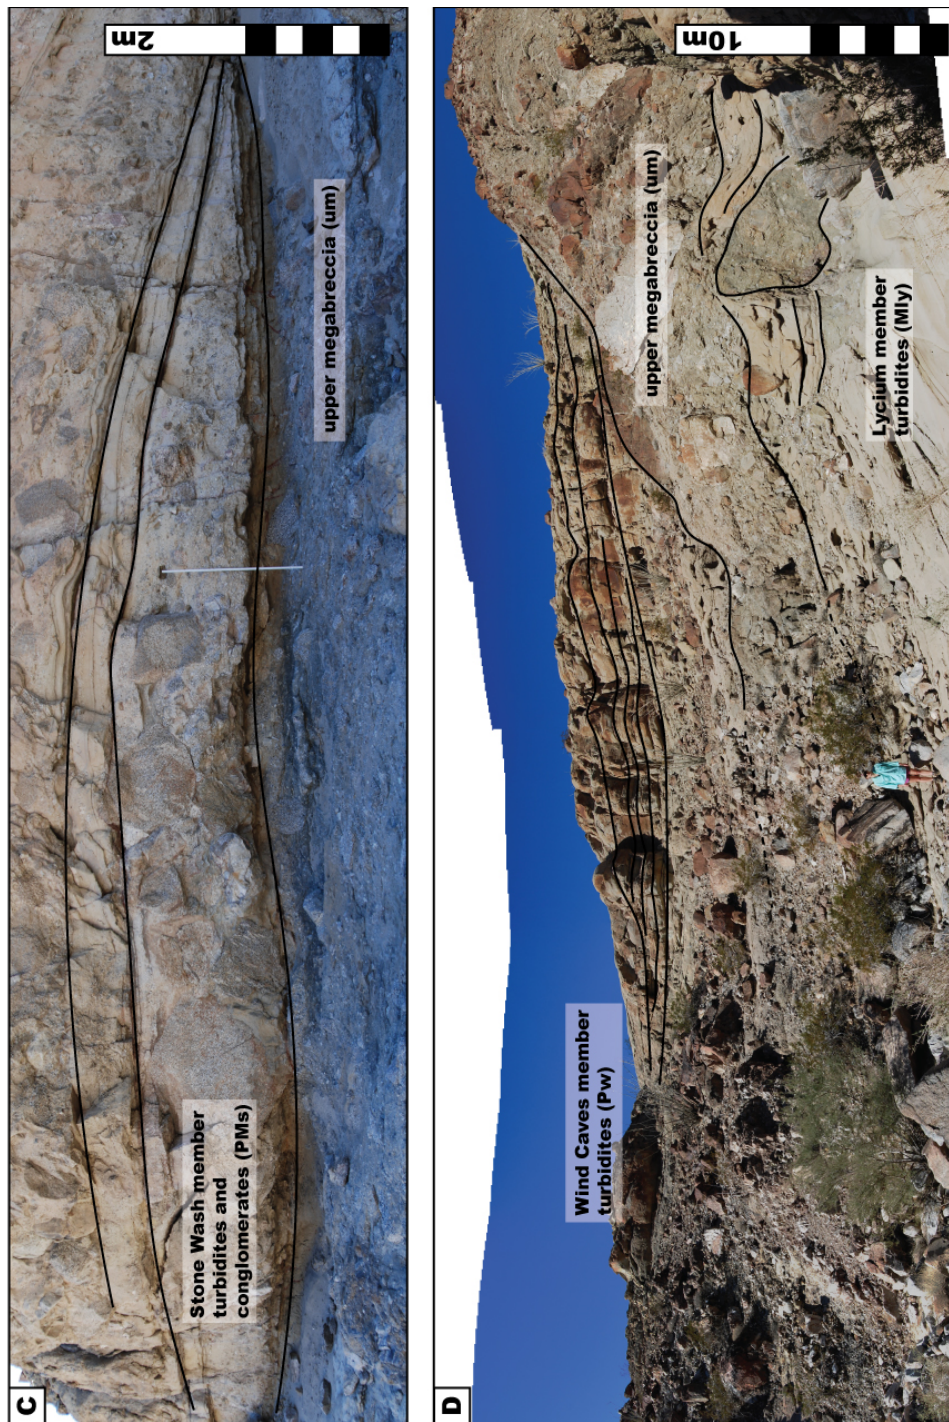 C
2m
Stone Wash member
turbidites and
conglomerates (PMs)
upper megabreccia (um)
D
10m
Wind Caves member
turbidites (Pw)
upper megabreccia (um)
Lycium member
turbidites (Mly)